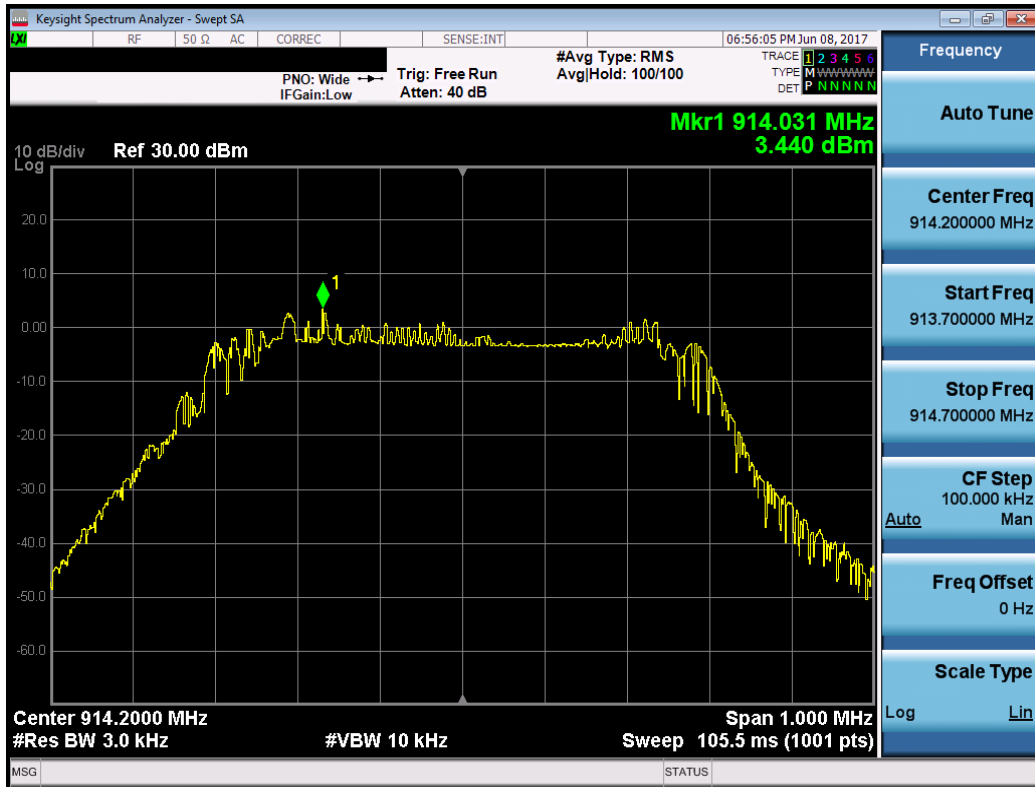 Keysight Spectrum Analyzer - Swept SA
LXI RF 50 Ω AC CORREC SENSE:INT 06:56:05 PM Jun 08, 2017
PNO: Wide Trig: Free Run #Avg Type: RMS TRACE 1 2 3 4 5 6
IFGain:Low Atten: 40 dB Avg|Hold: 100/100 TYPE M WWWWW
DET P N N N N N
Mkr1 914.031 MHz
3.440 dBm
10 dB/div Ref 30.00 dBm
Log
20.0
10.0
1
0.00
-10.0
-20.0
-30.0
-40.0
-50.0
-60.0
Center 914.2000 MHz Span 1.000 MHz
#Res BW 3.0 kHz #VBW 10 kHz Sweep 105.5 ms (1001 pts)
MSG STATUS
Frequency
Auto Tune
Center Freq
914.200000 MHz
Start Freq
913.700000 MHz
Stop Freq
914.700000 MHz
CF Step
100.000 kHz
Auto Man
Freq Offset
0 Hz
Scale Type
Log Lin